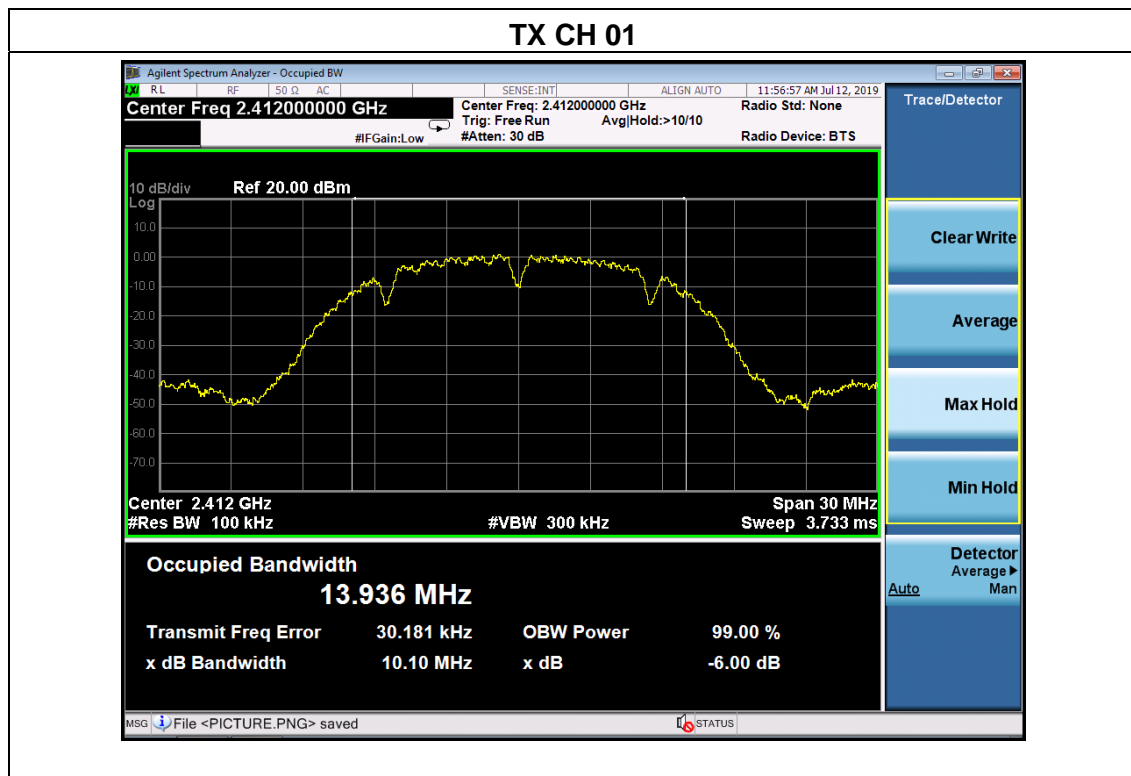 TX CH 01
Agilent Spectrum Analyzer - Occupied BW
LXI RL RF 50 Ω AC SENSE:INT ALIGN AUTO 11:56:57 AM Jul 12, 2019
Center Freq 2.412000000 GHz
Center Freq: 2.412000000 GHz Radio Std: None
Trig: Free Run Avg|Hold:>10/10
#IFGain:Low #Atten: 30 dB Radio Device: BTS
Trace/Detector
10 dB/div Ref 20.00 dBm
Log
10.0
0.00
-10.0
-20.0
-30.0
-40.0
-50.0
-60.0
-70.0
Center 2.412 GHz Span 30 MHz
#Res BW 100 kHz #VBW 300 kHz Sweep 3.733 ms
Occupied Bandwidth
13.936 MHz
Transmit Freq Error 30.181 kHz OBW Power 99.00 %
x dB Bandwidth 10.10 MHz x dB -6.00 dB
Clear Write
Average
Max Hold
Min Hold
Detector
Average▶
Auto Man
MSG File <PICTURE.PNG> saved STATUS